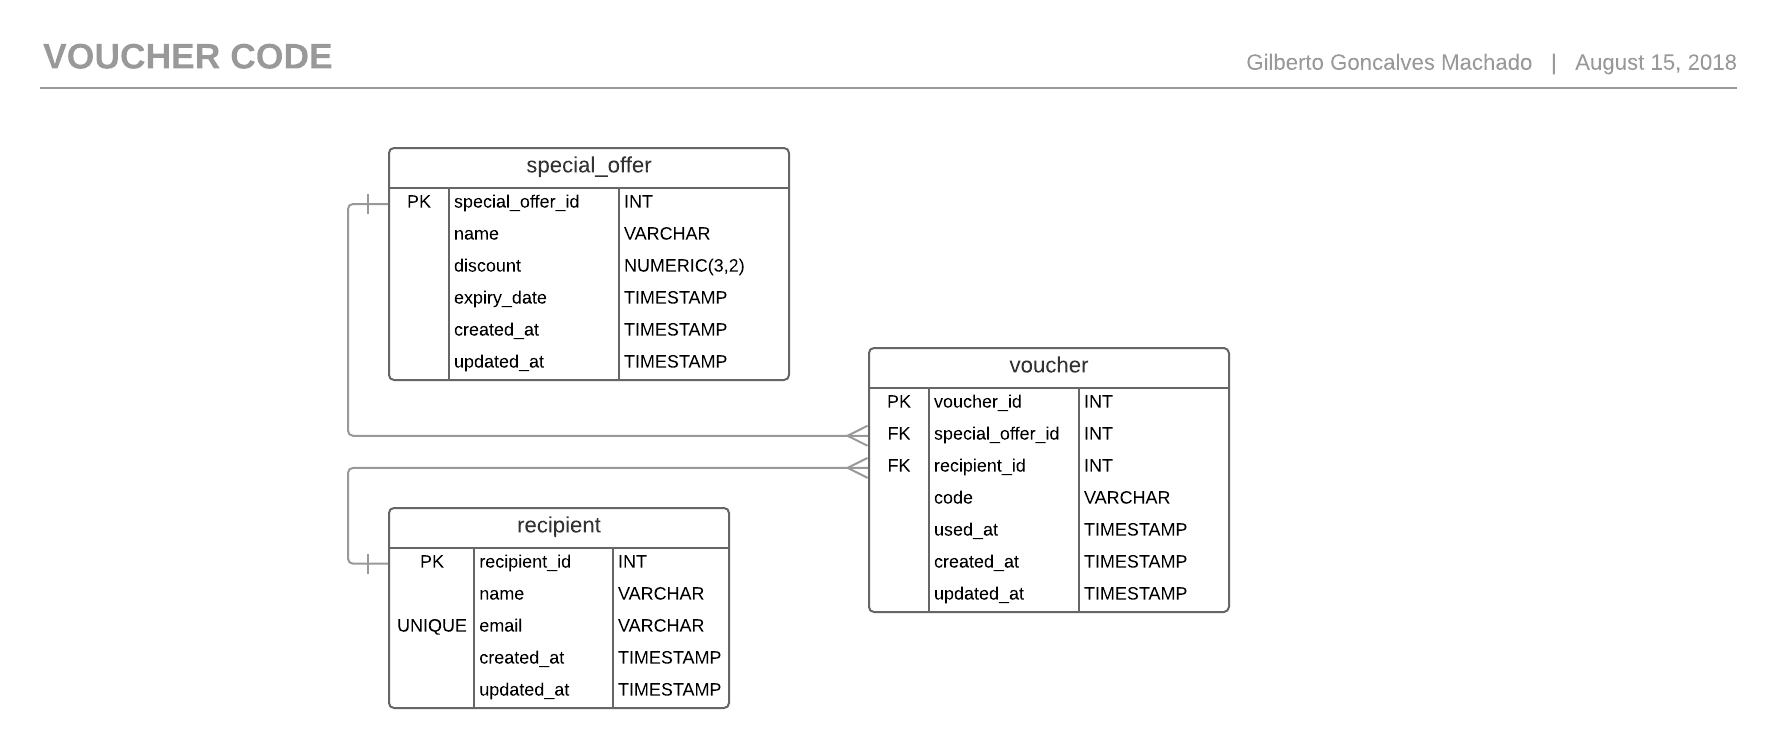 VOUCHER CODE
Gilberto Goncalves Machado | August 15, 2018
special_offer
PK special_offer_id INT
name VARCHAR
discount NUMERIC(3,2)
expiry_date TIMESTAMP
created_at TIMESTAMP
updated_at TIMESTAMP
voucher
PK voucher_id INT
FK special_offer_id INT
FK recipient_id INT
code VARCHAR
used_at TIMESTAMP
created_at TIMESTAMP
updated_at TIMESTAMP
recipient
PK recipient_id INT
name VARCHAR
UNIQUE email VARCHAR
created_at TIMESTAMP
updated_at TIMESTAMP